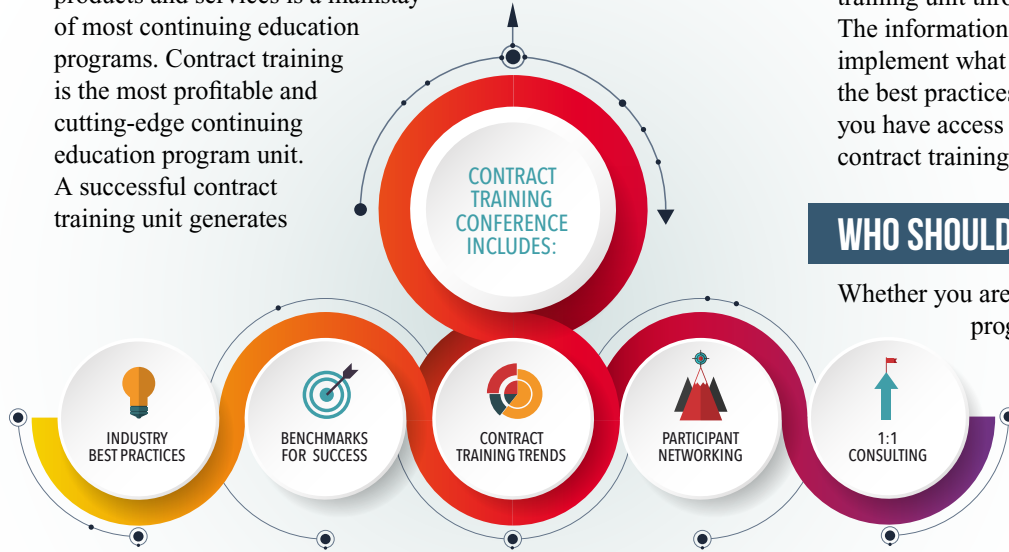 products and services is a mainstay
of most continuing education
programs. Contract training
is the most profitable and
cutting-edge continuing
education program unit.
A successful contract
training unit generates
CONTRACT
TRAINING
CONFERENCE
INCLUDES:
training unit
The information
implement what
the best practices
you have access
contract training
WHO SHOULD
Whether you are
INDUSTRY
BEST PRACTICES
BENCHMARKS
FOR SUCCESS
CONTRACT
TRAINING TRENDS
PARTICIPANT
NETWORKING
1:1
CONSULTING